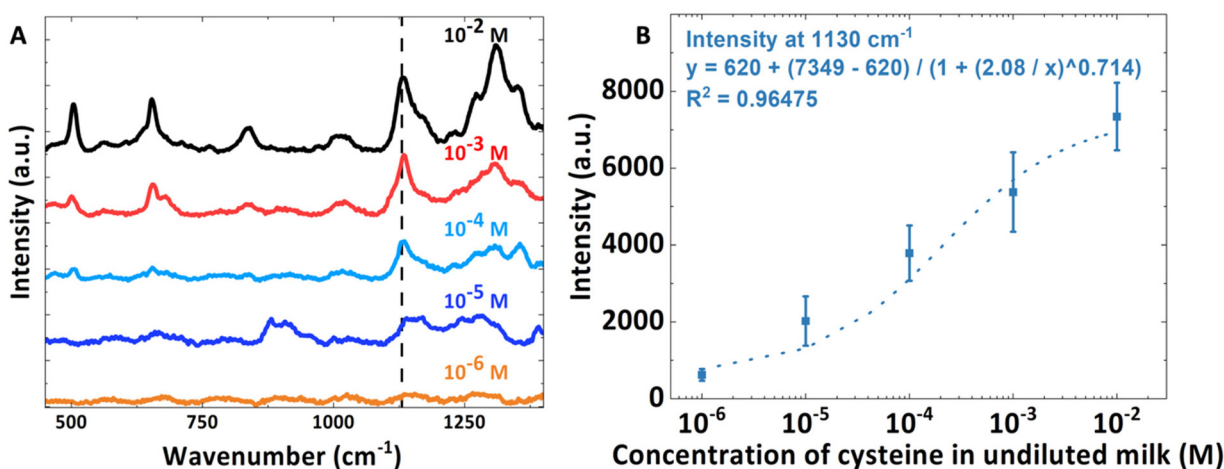 A
10⁻² M
10⁻³ M
10⁻⁴ M
10⁻⁵ M
10⁻⁶ M
Intensity (a.u.)
500 750 1000 1250
Wavenumber (cm⁻¹)
B
Intensity at 1130 cm⁻¹
y = 620 + (7349 - 620) / (1 + (2.08 / x)^0.714)
R² = 0.96475
Intensity (a.u.)
8000
6000
4000
2000
0
10⁻⁶ 10⁻⁵ 10⁻⁴ 10⁻³ 10⁻²
Concentration of cysteine in undiluted milk (M)